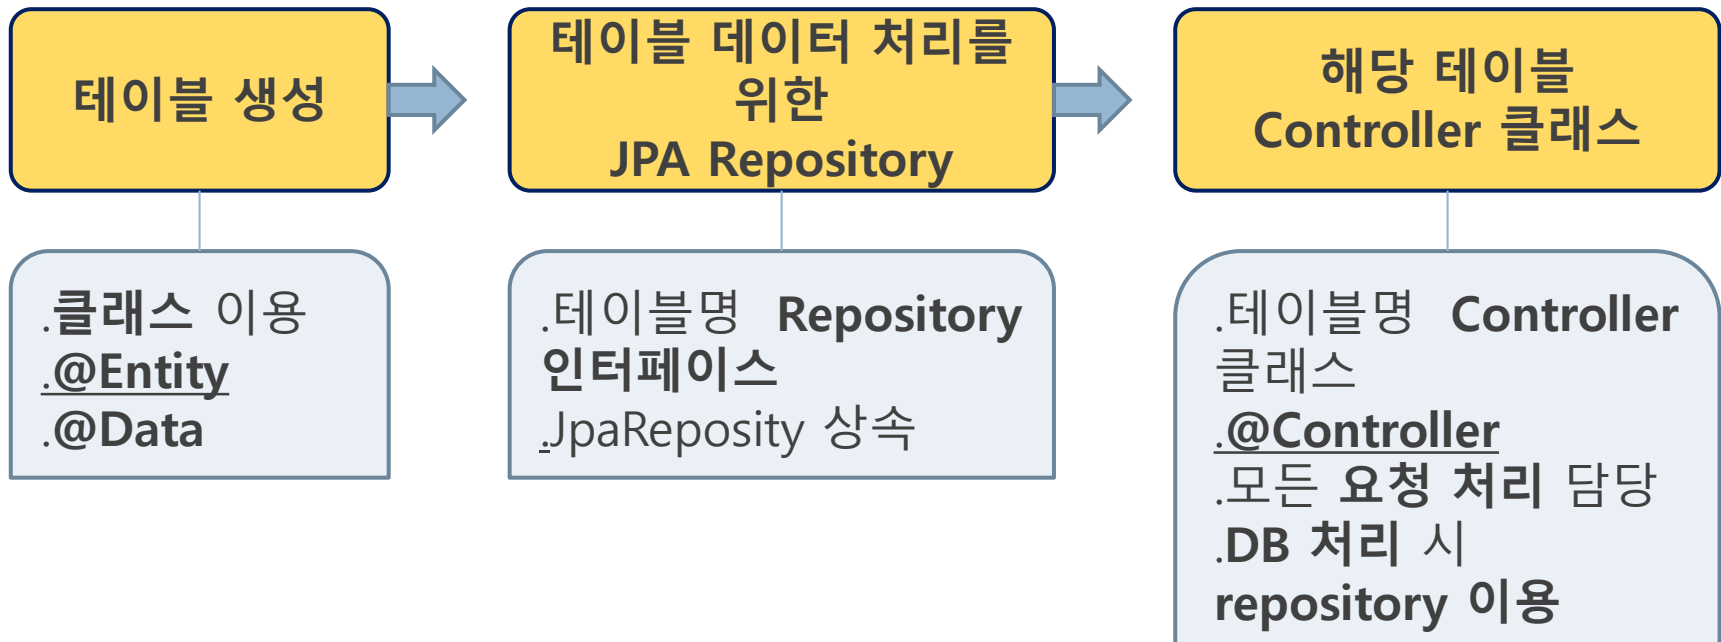 테이블 생성
.클래스 이용
.@Entity
.@Data
테이블 데이터 처리를
위한
JPA Repository
.테이블명 Repository
인터페이스
.JpaReposity 상속
해당 테이블
Controller 클래스
.테이블명 Controller
클래스
.@Controller
.모든 요청 처리 담당
.DB 처리 시
repository 이용